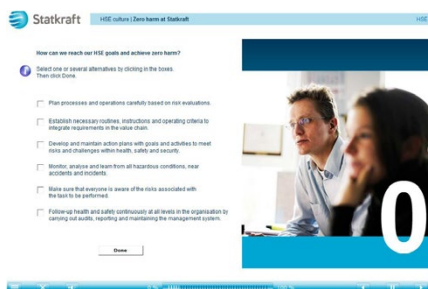 Statkraft
HSE culture | Zero harm at Statkraft
HSE
How can we reach our HSE goals and achieve zero harm?
Select one or several alternatives by clicking in the boxes.
Then click Done.
Plan processes and operations carefully based on risk evaluations.
Establish necessary routines, instructions and operating criteria to
integrate requirements in the value chain.
Develop and maintain action plans with goals and activities to meet
risks and challenges within health, safety and security.
Monitor, analyse and learn from all hazardous conditions, near
accidents and incidents.
Make sure that everyone is aware of the risks associated with
the task to be performed.
Follow-up health and safety continuously at all levels in the organisation by
carrying out audits, reporting and maintaining the management system.
Done
0